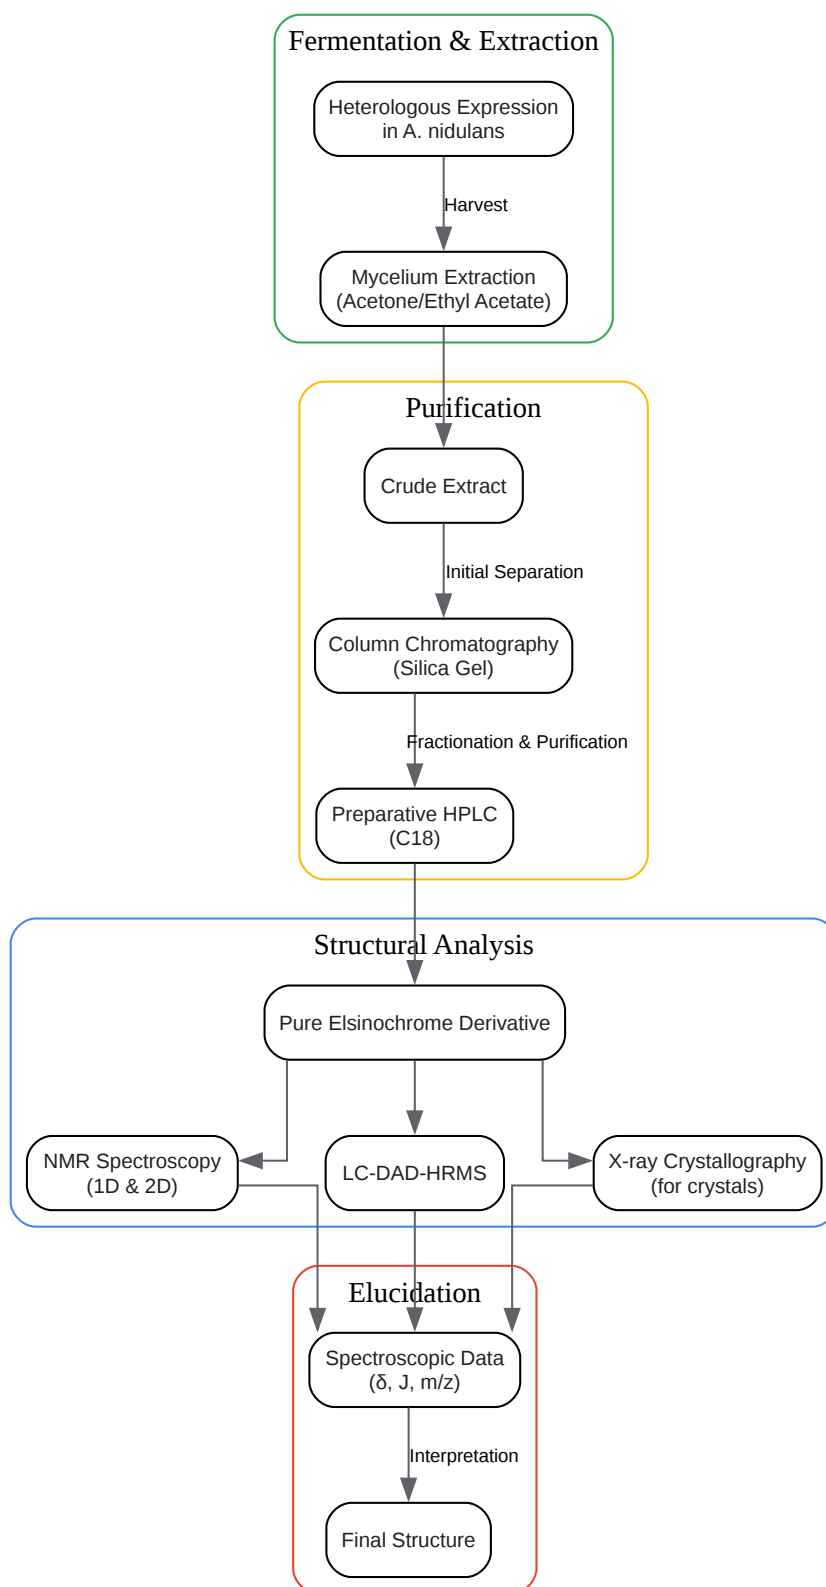 Fermentation & Extraction
Heterologous Expression
in A. nidulans
Harvest
Mycelium Extraction
(Acetone/Ethyl Acetate)
Purification
Crude Extract
Initial Separation
Column Chromatography
(Silica Gel)
Fractionation & Purification
Preparative HPLC
(C18)
Structural Analysis
Pure Elsinochrome Derivative
NMR Spectroscopy
(1D & 2D)
LC-DAD-HRMS
X-ray Crystallography
(for crystals)
Elucidation
Spectroscopic Data
(δ, J, m/z)
Interpretation
Final Structure